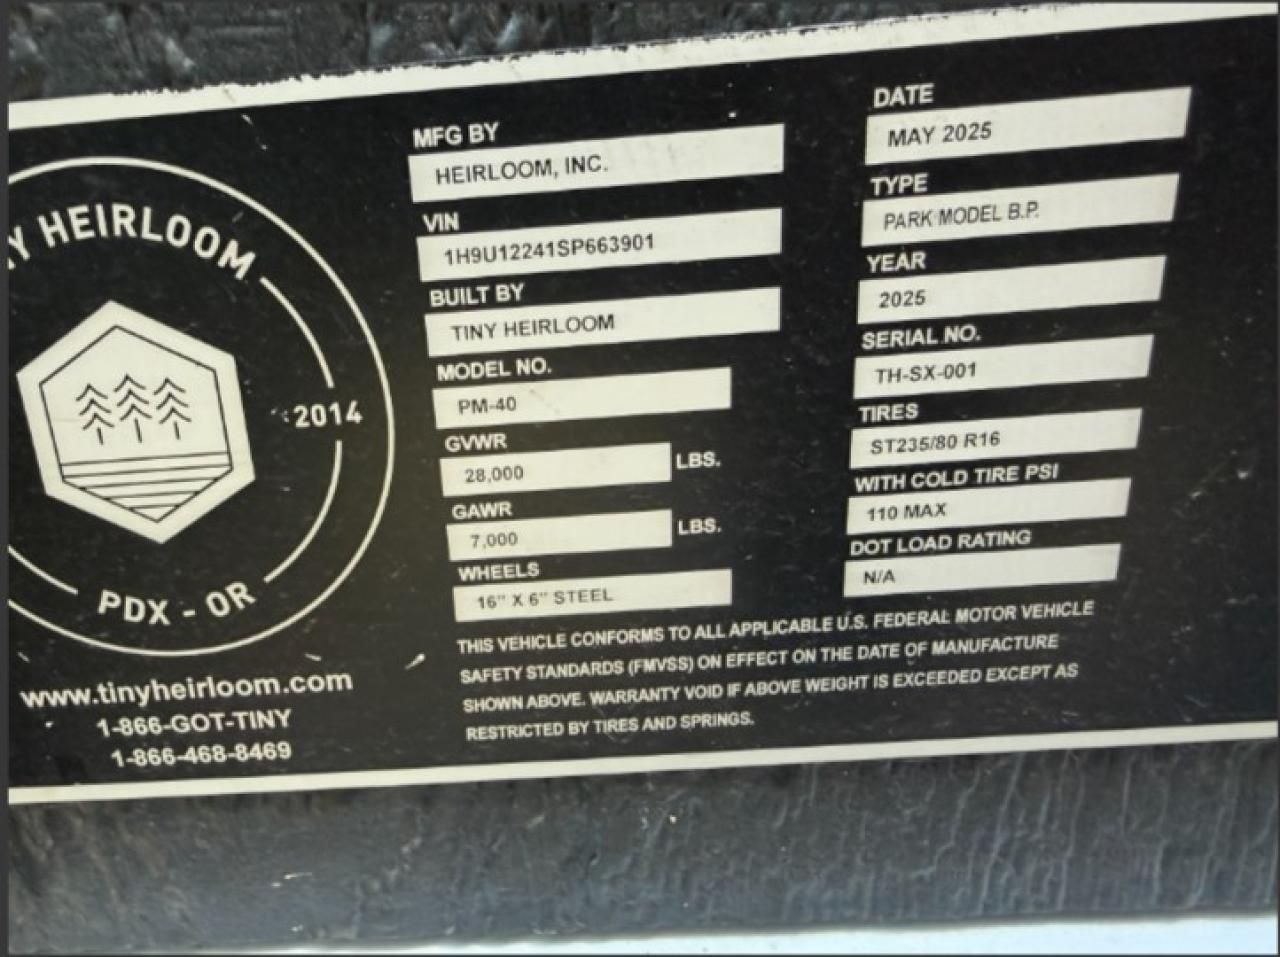 Y HEIRLOOM
2014
PDX - OR
www.tinyheirloom.com
1-866-GOT-TINY
1-866-468-8469
MFG BY
HEIRLOOM, INC.
VIN
1H9U12241SP663901
BUILT BY
TINY HEIRLOOM
MODEL NO.
PM-40
GVWR
28,000 LBS.
GAWR
7,000 LBS.
WHEELS
16" X 6" STEEL
DATE
MAY 2025
TYPE
PARK MODEL B.P.
YEAR
2025
SERIAL NO.
TH-SX-001
TIRES
ST235/80 R16
WITH COLD TIRE PSI
110 MAX
DOT LOAD RATING
N/A
THIS VEHICLE CONFORMS TO ALL APPLICABLE U.S. FEDERAL MOTOR VEHICLE
SAFETY STANDARDS (FMVSS) ON EFFECT ON THE DATE OF MANUFACTURE
SHOWN ABOVE. WARRANTY VOID IF ABOVE WEIGHT IS EXCEEDED EXCEPT AS
RESTRICTED BY TIRES AND SPRINGS.